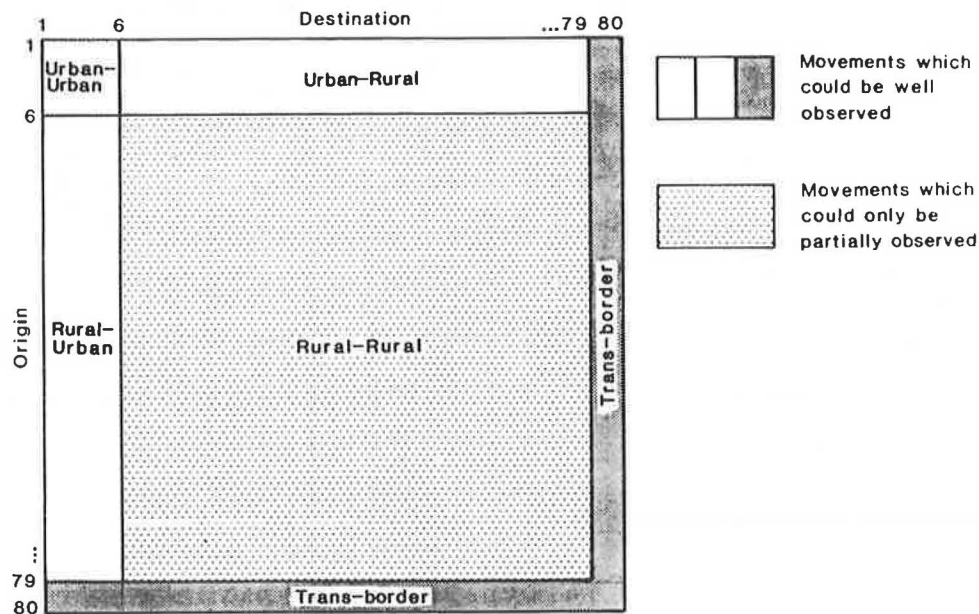 Destination
1 6 ...79 80
1
Urban–
Urban
Urban–Rural
6
Origin
Rural–
Urban
Rural–Rural
Trans-border
...
79
80
Trans-border
Movements which
could be well
observed
Movements which
could only be
partially observed